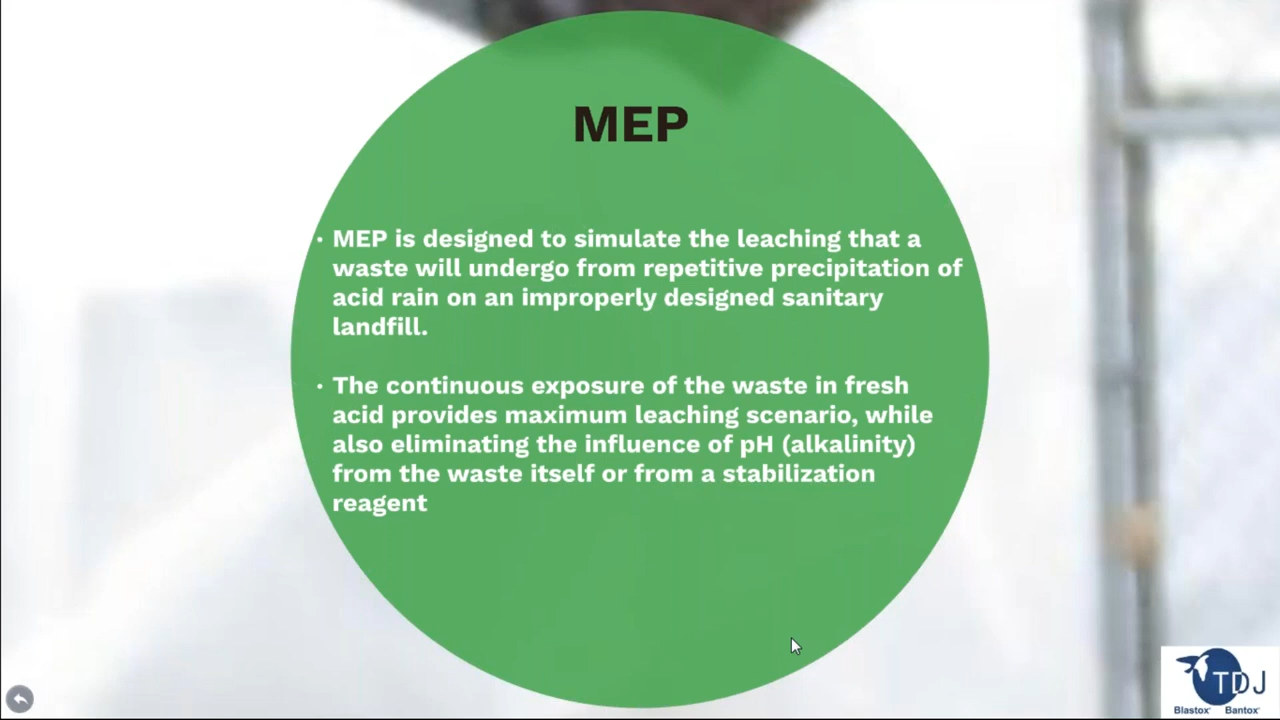 MEP
• MEP is designed to simulate the leaching that a
waste will undergo from repetitive precipitation of
acid rain on an improperly designed sanitary
landfill.
• The continuous exposure of the waste in fresh
acid provides maximum leaching scenario, while
also eliminating the influence of pH (alkalinity)
from the waste itself or from a stabilization
reagent
TDJ
Blastox® Bantox®